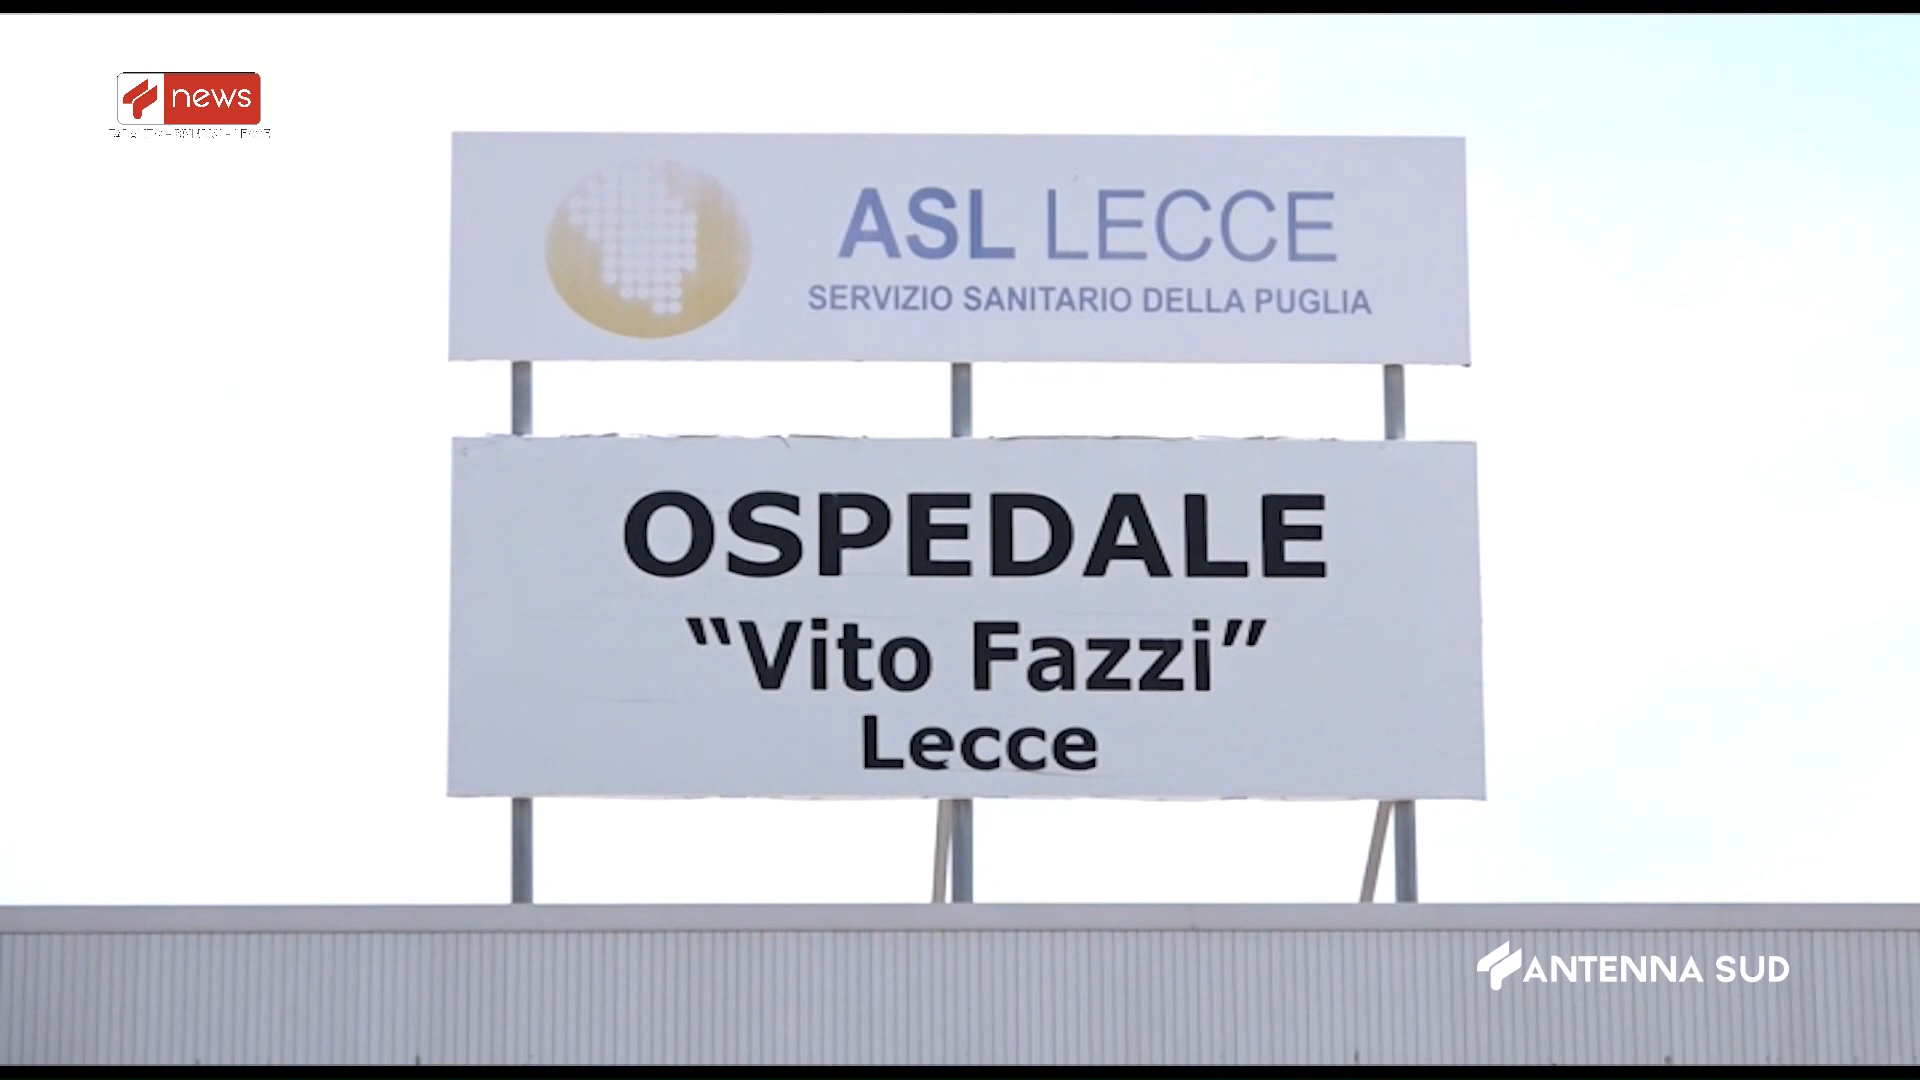 news
ASL LECCE
SERVIZIO SANITARIO DELLA PUGLIA
OSPEDALE
“Vito Fazzi”
Lecce
ANTENNA SUD